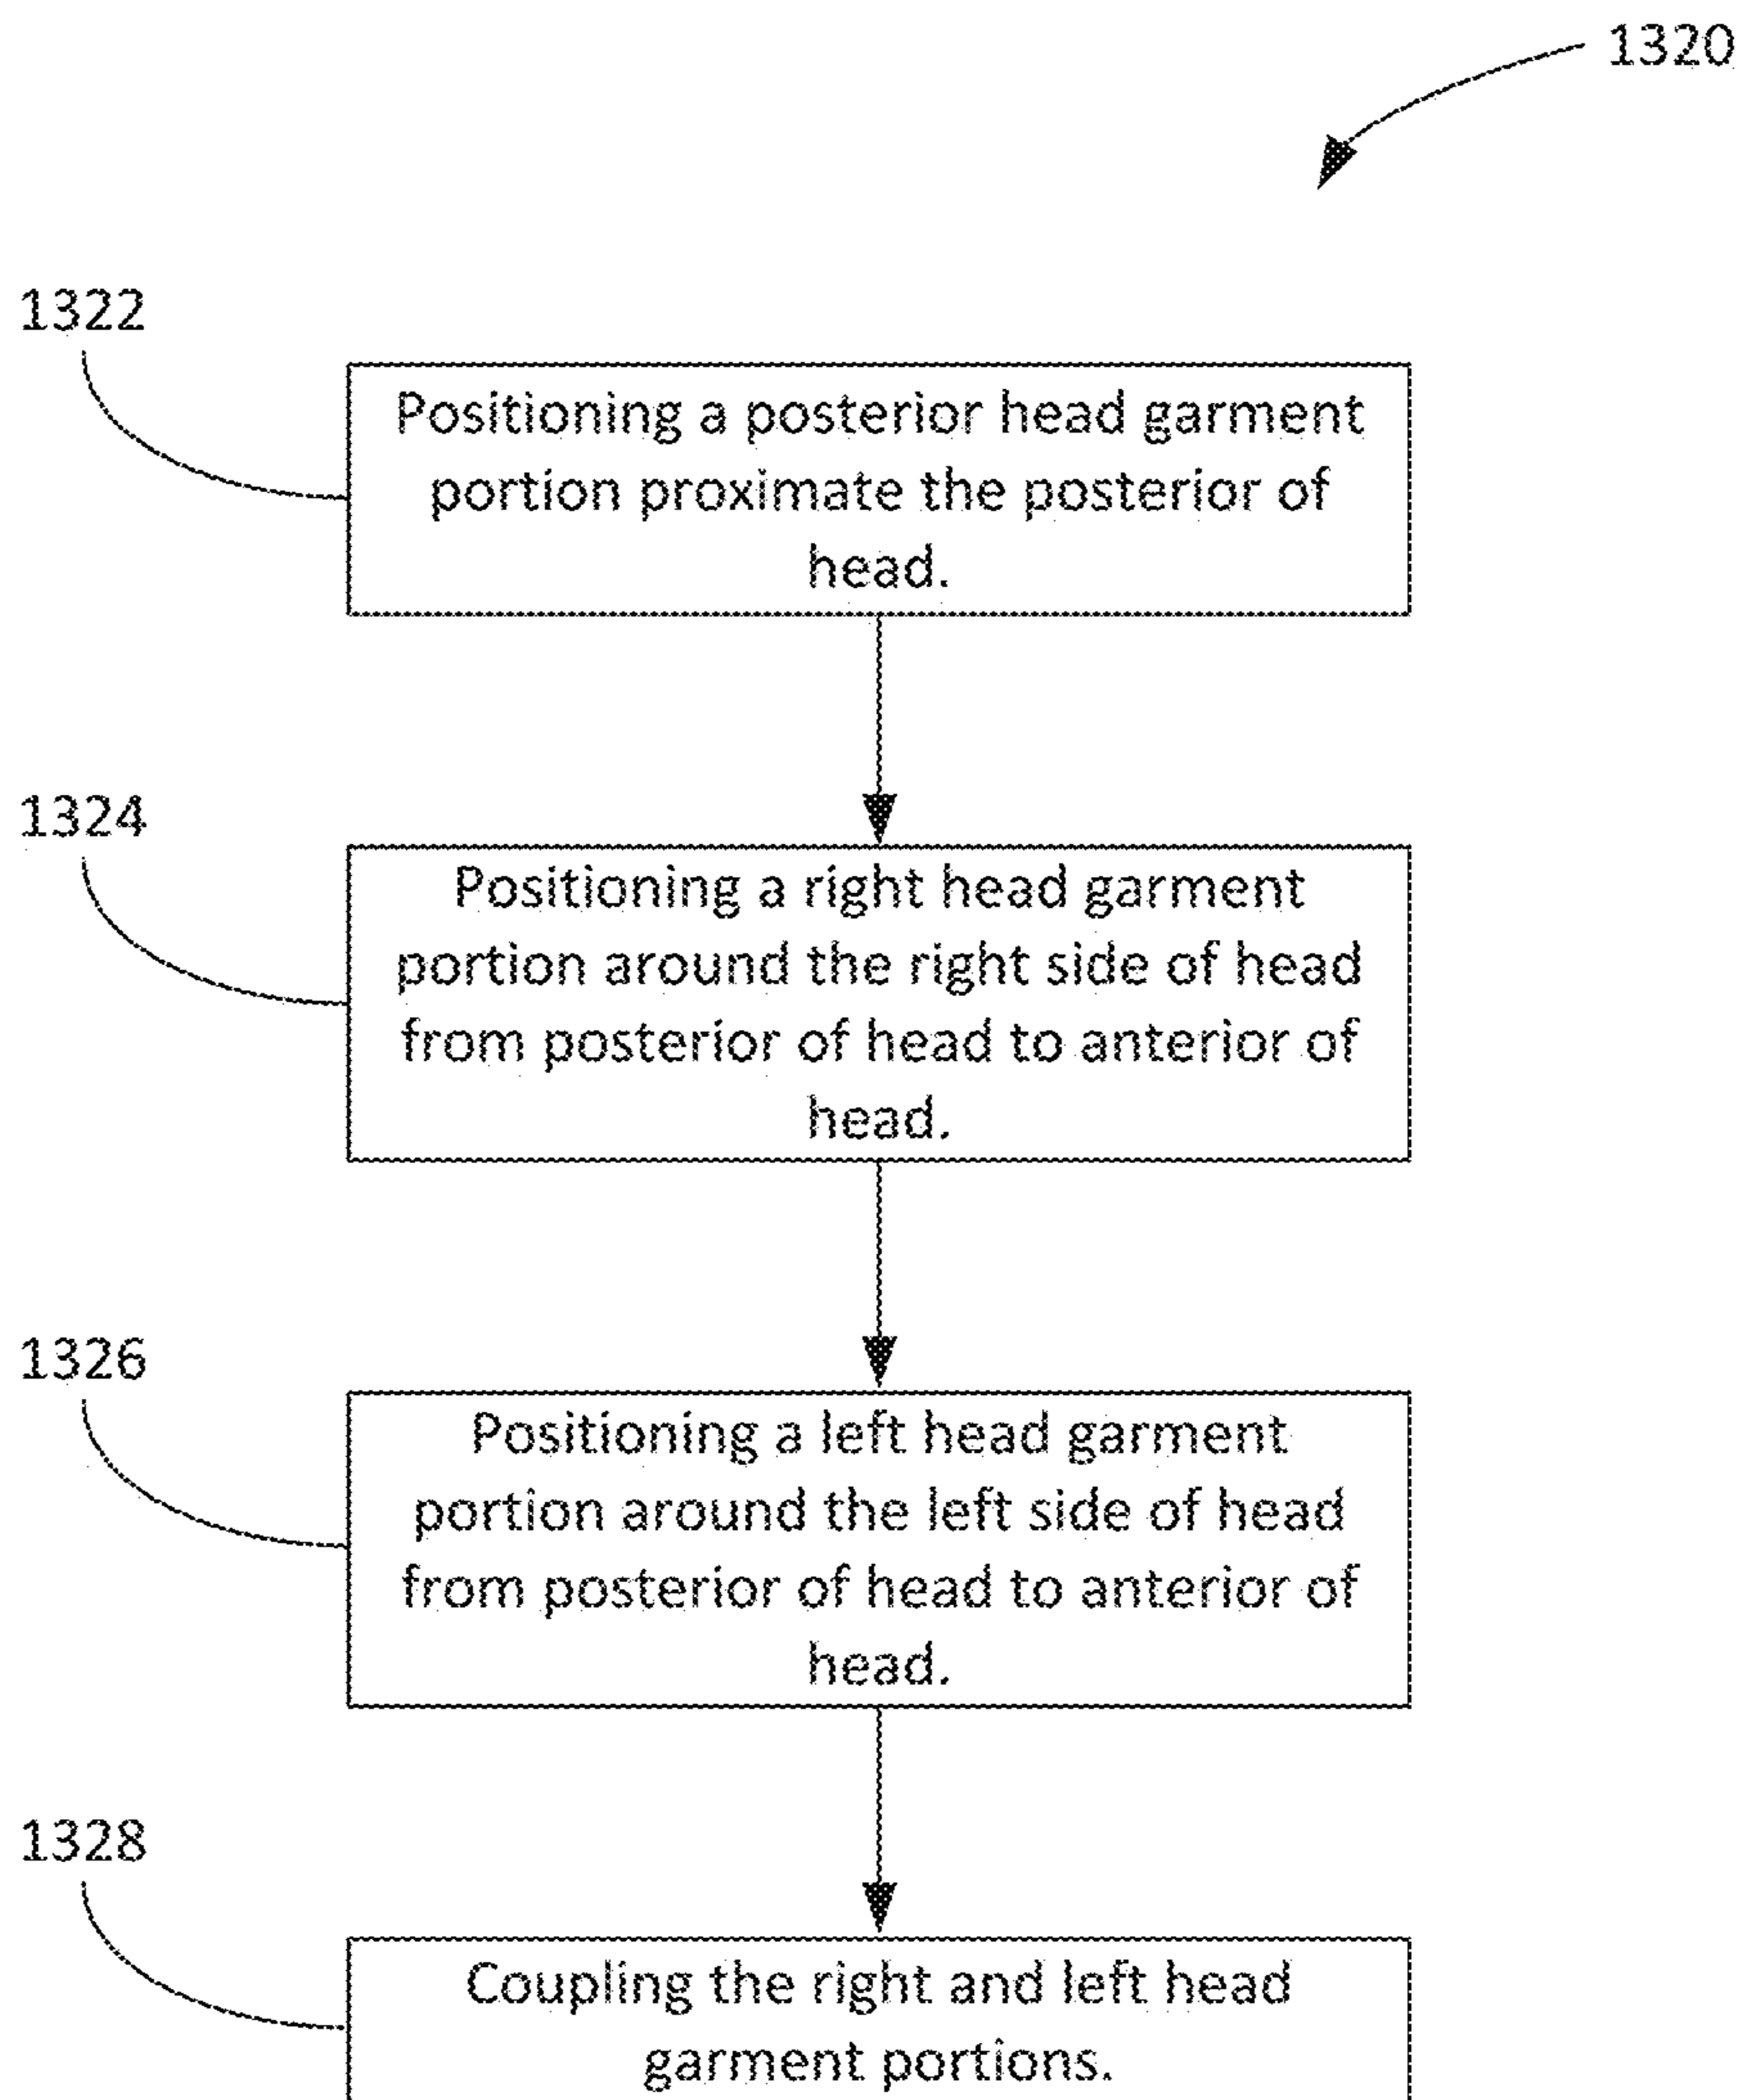 1320
1322
Positioning a posterior head garment
portion proximate the posterior of
head.
1324
Positioning a right head garment
portion around the right side of head
from posterior of head to anterior of
head.
1326
Positioning a left head garment
portion around the left side of head
from posterior of head to anterior of
head.
1328
Coupling the right and left head
garment portions.